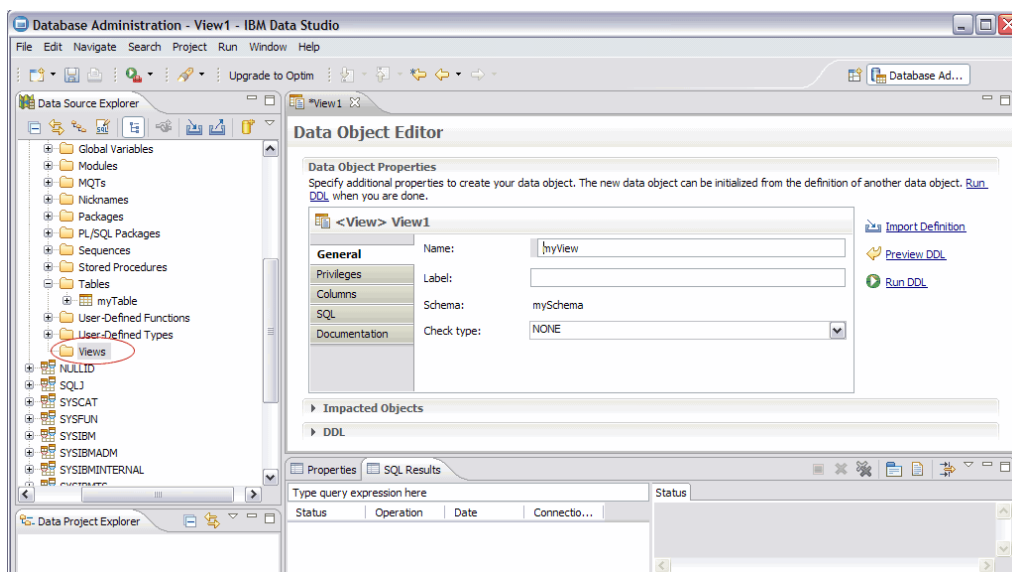 Database Administration - View1 - IBM Data Studio
File Edit Navigate Search Project Run Window Help
Upgrade to Optim
Database Ad...
Data Source Explorer
Global Variables
Modules
MQTs
Nicknames
Packages
PL/SQL Packages
Sequences
Stored Procedures
Tables
myTable
User-Defined Functions
User-Defined Types
Views
NULLID
SQLJ
SYSCAT
SYSFUN
SYSIBM
SYSIBMADM
SYSIBMINTERNAL
Data Project Explorer
*View1
Data Object Editor
Data Object Properties
Specify additional properties to create your data object. The new data object can be initialized from the definition of another data object. Run
DDL when you are done.
<View> View1
General
Privileges
Columns
SQL
Documentation
Name: myView
Label:
Schema: mySchema
Check type: NONE
Import Definition
Preview DDL
Run DDL
Impacted Objects
DDL
Properties SQL Results
Type query expression here
Status Operation Date Connectio...
Status